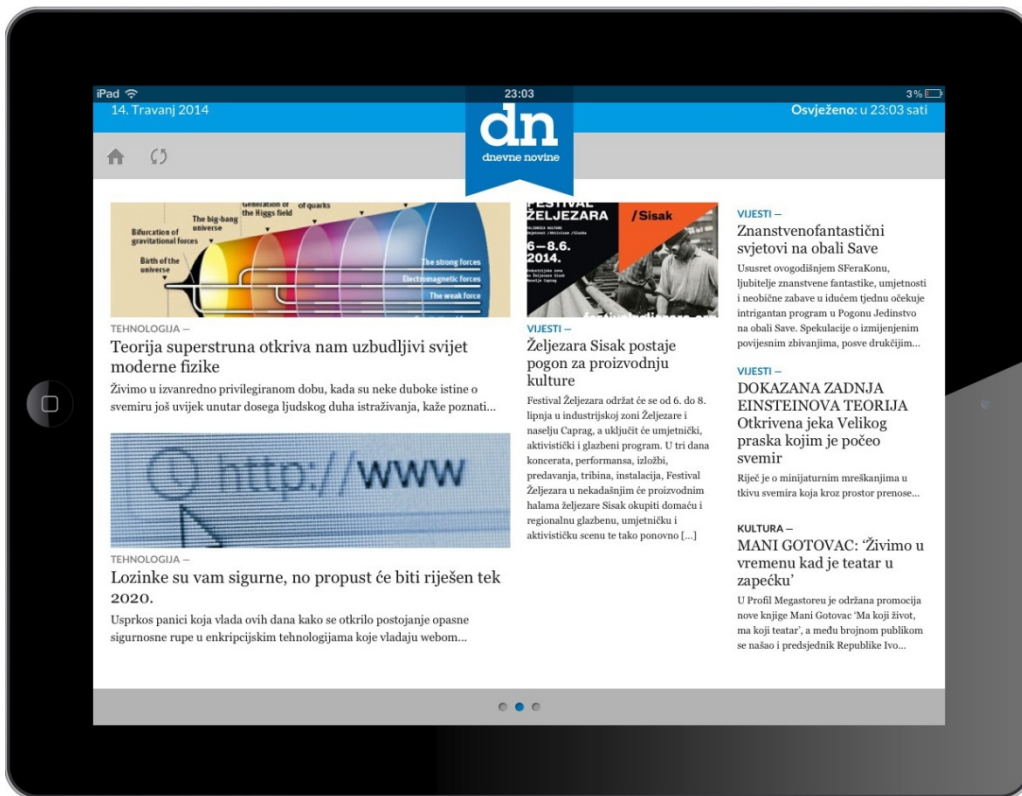 iPad
23:03
3%
14. Travanj 2014
Osvježeno: u 23:03 sati
dn
dnevne novine
Generation of
the Higgs field
of quarks
The big-bang
universe
Bifurcation of
gravitational forces
Birth of the
universe
The strong forces
Electromagnetic forces
The weak force
TEHNOLOGIJA —
Teorija superstruna otkriva nam uzbudljivi svijet
moderne fizike
Živimo u izvanredno privilegiranom dobu, kada su neke duboke istine o
svemiru još uvijek unutar dosega ljudskog duha istraživanja, kaže poznati...
http://www
TEHNOLOGIJA —
Lozinke su vam sigurne, no propust će biti riješen tek
2020.
Usprkos panici koja vlada ovih dana kako se otkrilo postojanje opasne
sigurnosne rupe u enkripcijskim tehnologijama koje vladaju webom...
FESTIVAL
ŽELJEZARA
/Sisak
6—8.6.
2014.
VIJESTI —
Željezara Sisak postaje
pogon za proizvodnju
kulture
Festival Željezara održat će se od 6. do 8.
lipnja u industrijskoj zoni Željezare i
naselju Caprag, a uključit će umjetnički,
aktivistički i glazbeni program. U tri dana
koncerata, performansa, izložbi,
predavanja, tribina, instalacija, Festival
Željezara u nekadašnjim će proizvodnim
halama željezare Sisak okupiti domaću i
regionalnu glazbenu, umjetničku i
aktivističku scenu te tako ponovno [...]
VIJESTI —
Znanstvenofantastični
svjetovi na obali Save
Ususret ovogodišnjem SFeraKonu,
ljubitelje znanstvene fantastike, umjetnosti
i neobične zabave u idućem tjednu očekuje
intrigantan program u Pogonu Jedinstvo
na obali Save. Spekulacije o izmijenjenim
povijesnim zbivanjima, posve drukčijim...
VIJESTI —
DOKAZANA ZADNJA
EINSTEINOVA TEORIJA
Otkrivena jeka Velikog
praska kojim je počeo
svemir
Riječ je o minijaturnim mreškanjima u
tkivu svemira koja kroz prostor prenose...
KULTURA —
MANI GOTOVAC: ‘Živimo u
vremenu kad je teatar u
zapećku’
U Profil Megastoreu je održana promocija
nove knjige Mani Gotovac ‘Ma koji život,
ma koji teatar’, a među brojnom publikom
se našao i predsjednik Republike Ivo...